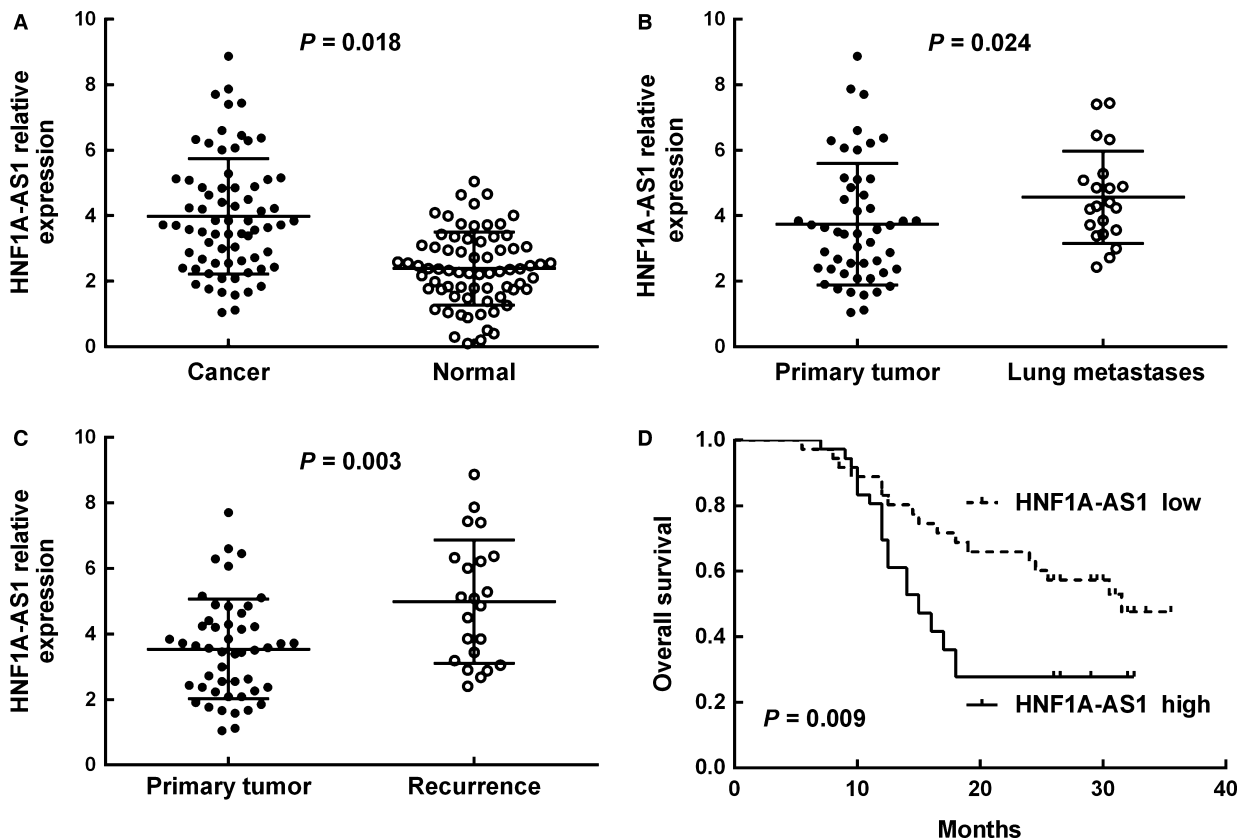 A
P = 0.018
HNF1A-AS1 relative
expression
10
8
6
4
2
0
Cancer
Normal
B
P = 0.024
HNF1A-AS1 relative
expression
10
8
6
4
2
0
Primary tumor
Lung metastases
C
P = 0.003
HNF1A-AS1 relative
expression
10
8
6
4
2
0
Primary tumor
Recurrence
D
Overall survival
1.0
0.8
0.6
0.4
0.2
0.0
HNF1A-AS1 low
HNF1A-AS1 high
P = 0.009
0
10
20
30
40
Months